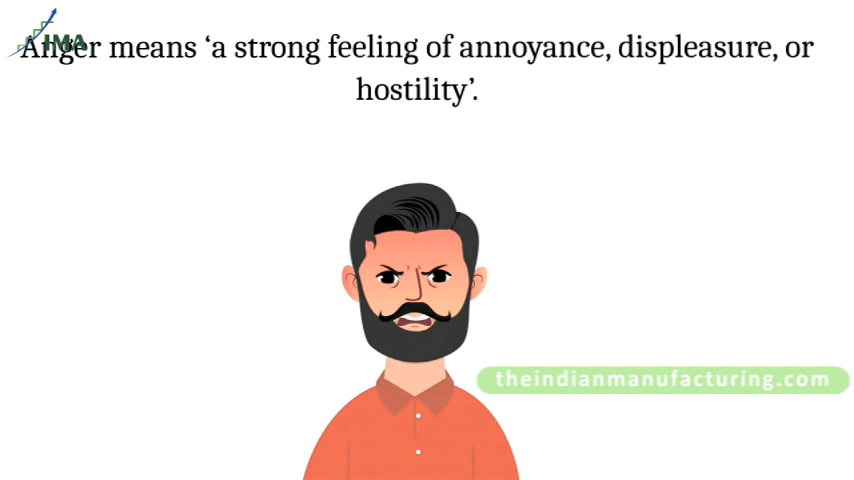 IMA
Anger means ‘a strong feeling of annoyance, displeasure, or
hostility’.
theindianmanufacturing.com